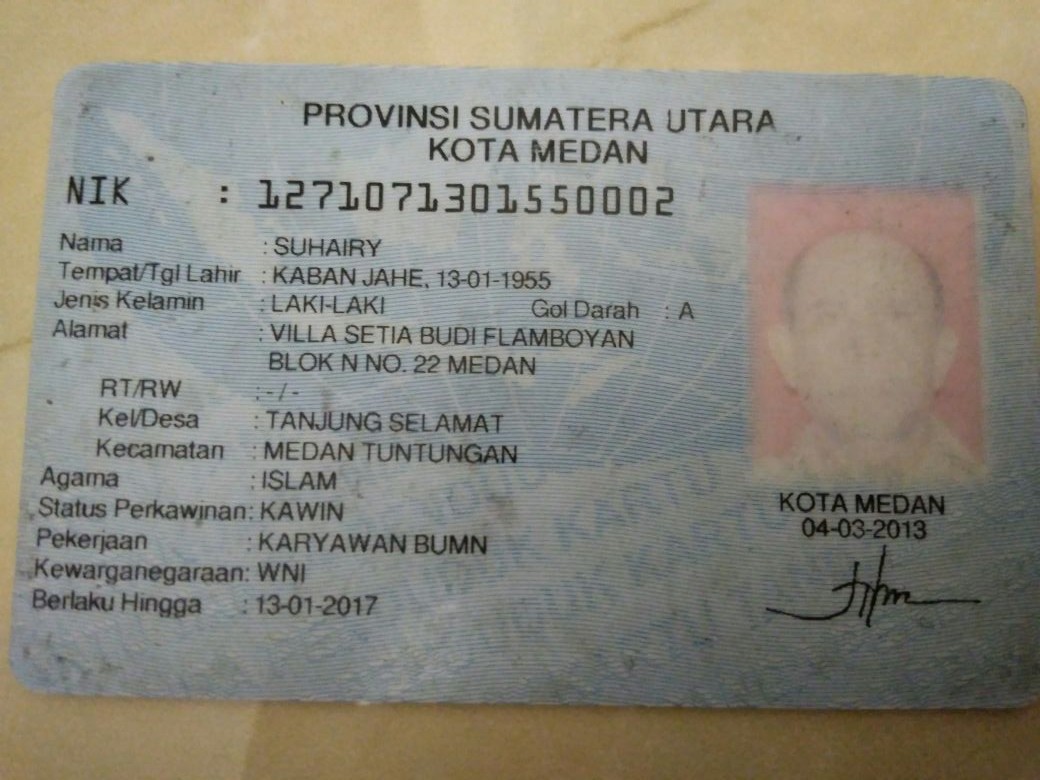 PROVINSI SUMATERA UTARA
KOTA MEDAN
NIK : 1271071301550002
Nama : SUHAIRY
Tempat/Tgl Lahir : KABAN JAHE, 13-01-1955
Jenis Kelamin : LAKI-LAKI Gol Darah : A
Alamat : VILLA SETIA BUDI FLAMBOYAN
BLOK N NO. 22 MEDAN
RT/RW : - / -
Kel/Desa : TANJUNG SELAMAT
Kecamatan : MEDAN TUNTUNGAN
Agama : ISLAM
Status Perkawinan: KAWIN
Pekerjaan : KARYAWAN BUMN
Kewarganegaraan: WNI
Berlaku Hingga : 13-01-2017
KOTA MEDAN
04-03-2013